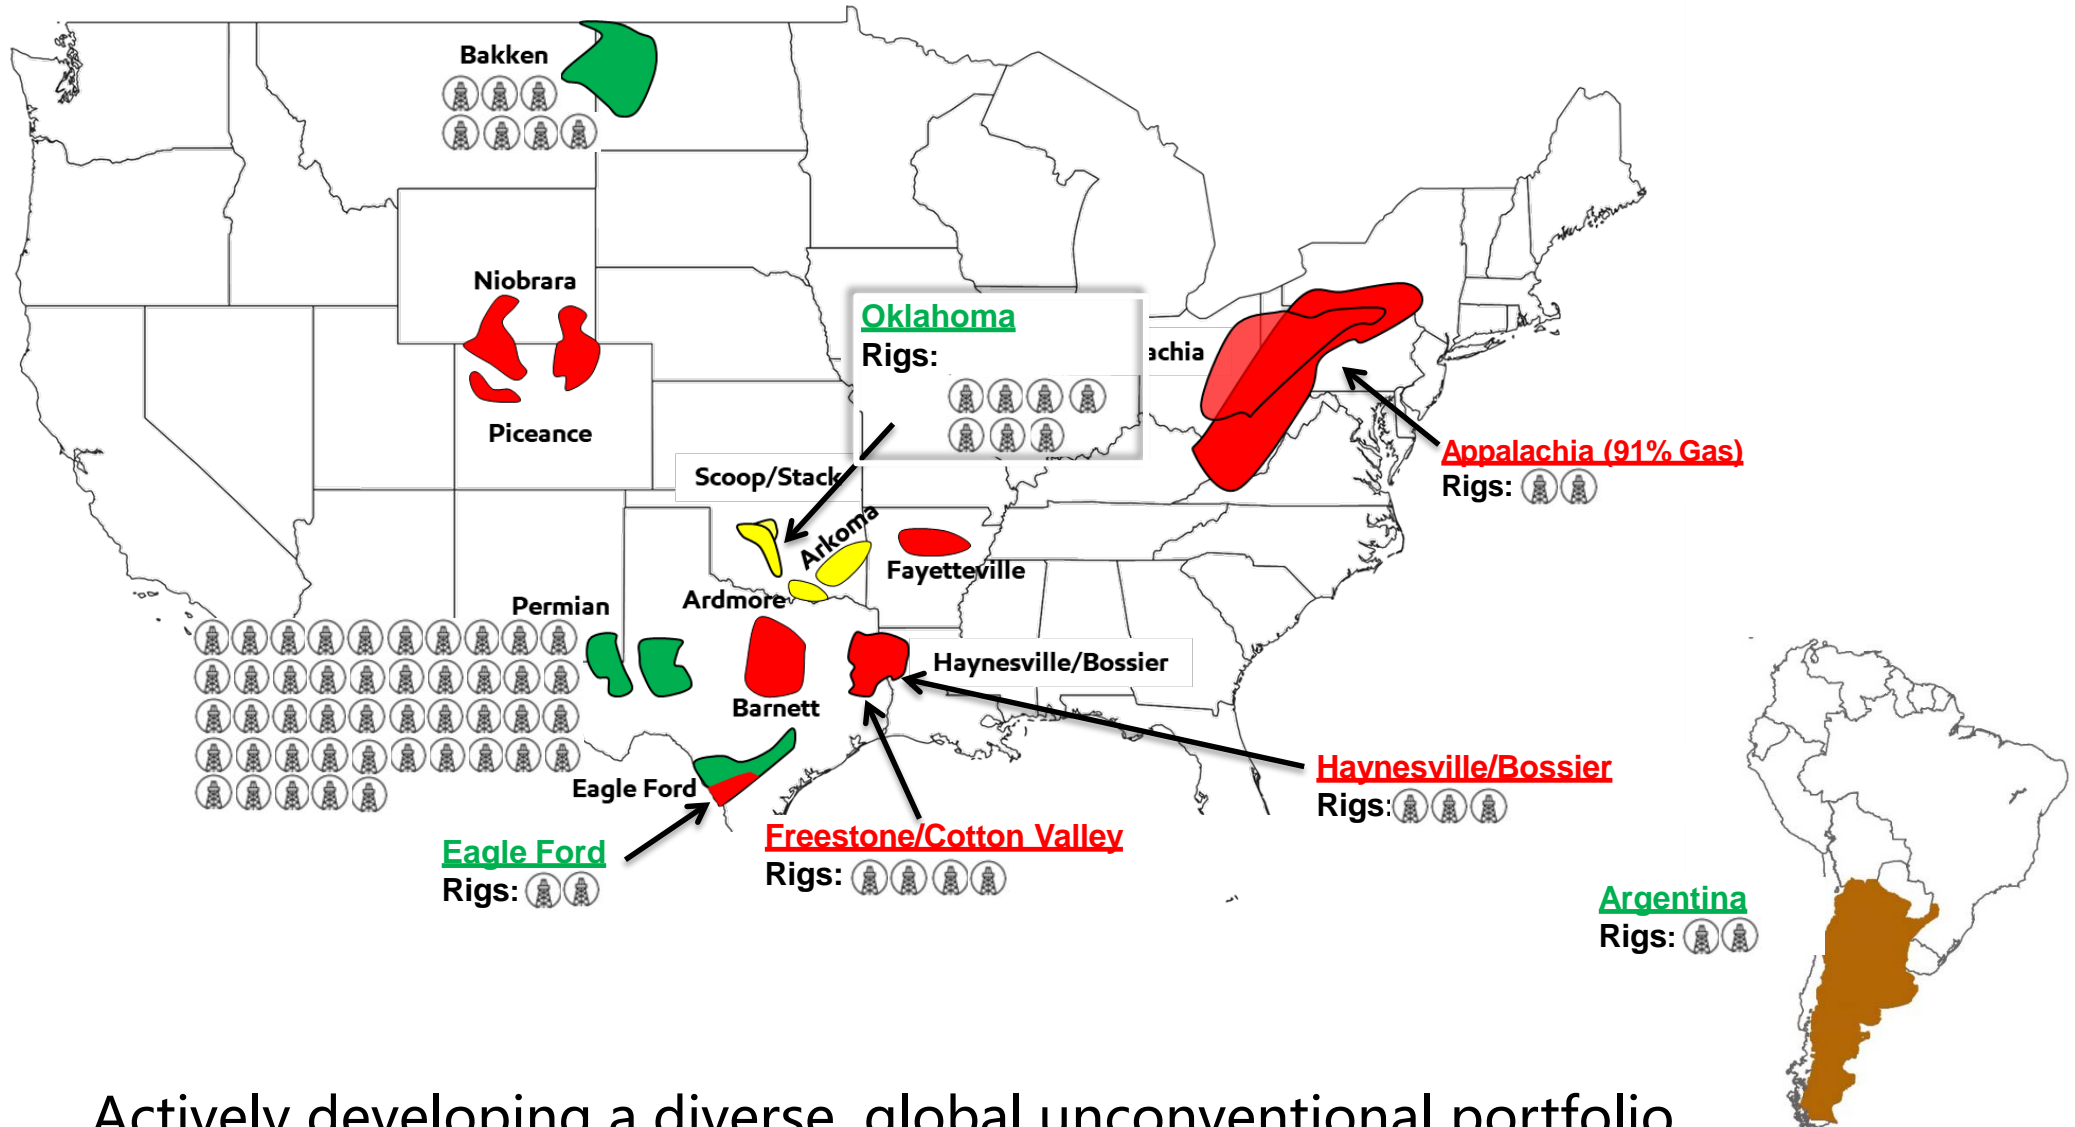 Bakken
Niobrara
Oklahoma
Rigs:
achia
Piceance
Appalachia (91% Gas)
Rigs:
Scoop/Stack
Arkoma
Fayetteville
Permian
Ardmore
Haynesville/Bossier
Barnett
Haynesville/Bossier
Rigs:
Eagle Ford
Freestone/Cotton Valley
Rigs:
Eagle Ford
Rigs:
Argentina
Rigs:
Actively developing a diverse, global unconventional portfolio